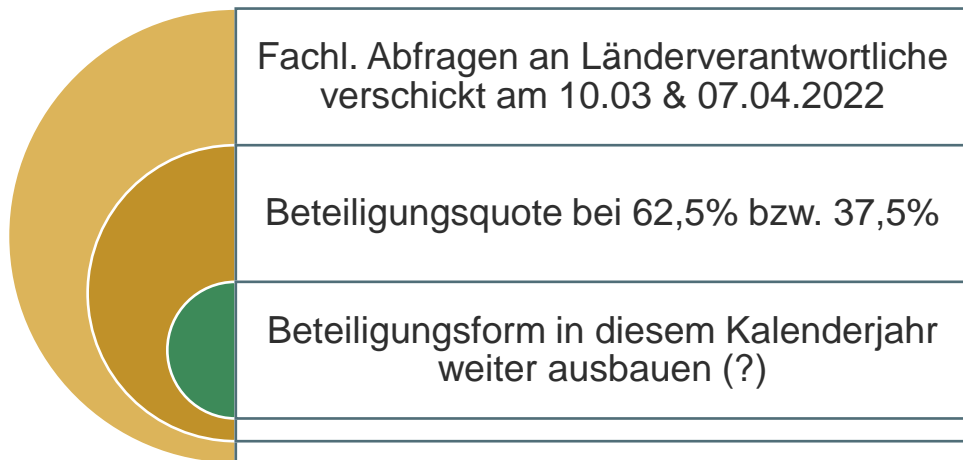 Fachl. Abfragen an Länderverantwortliche
verschickt am 10.03 & 07.04.2022
Beteiligungsquote bei 62,5% bzw. 37,5%
Beteiligungsform in diesem Kalenderjahr
weiter ausbauen (?)